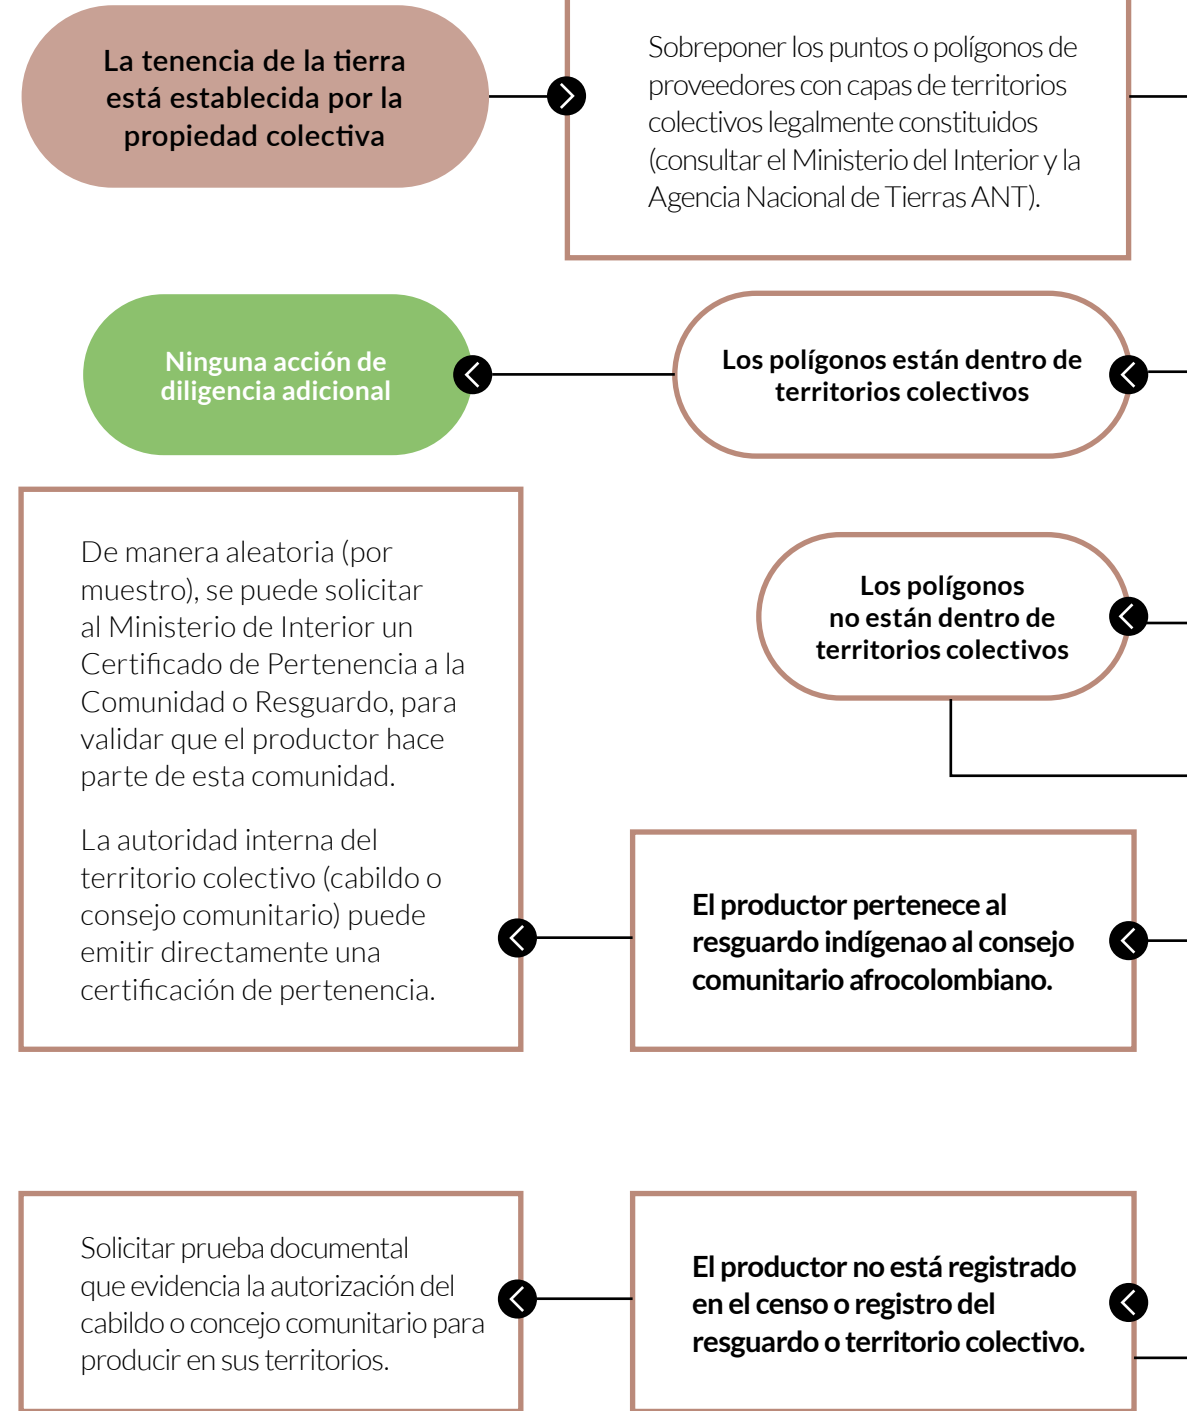 La tenencia de la tierra
está establecida por la
propiedad colectiva
Sobreponer los puntos o polígonos de
proveedores con capas de territorios
colectivos legalmente constituidos
(consultar el Ministerio del Interior y la
Agencia Nacional de Tierras ANT).
Ninguna acción de
diligencia adicional
Los polígonos están dentro de
territorios colectivos
De manera aleatoria (por
muestro), se puede solicitar
al Ministerio de Interior un
Certificado de Pertenencia a la
Comunidad o Resguardo, para
validar que el productor hace
parte de esta comunidad.
La autoridad interna del
territorio colectivo (cabildo o
consejo comunitario) puede
emitir directamente una
certificación de pertenencia.
Los polígonos
no están dentro de
territorios colectivos
El productor pertenece al
resguardo indígenao al consejo
comunitario afrocolombiano.
Solicitar prueba documental
que evidencia la autorización del
cabildo o concejo comunitario para
producir en sus territorios.
El productor no está registrado
en el censo o registro del
resguardo o territorio colectivo.